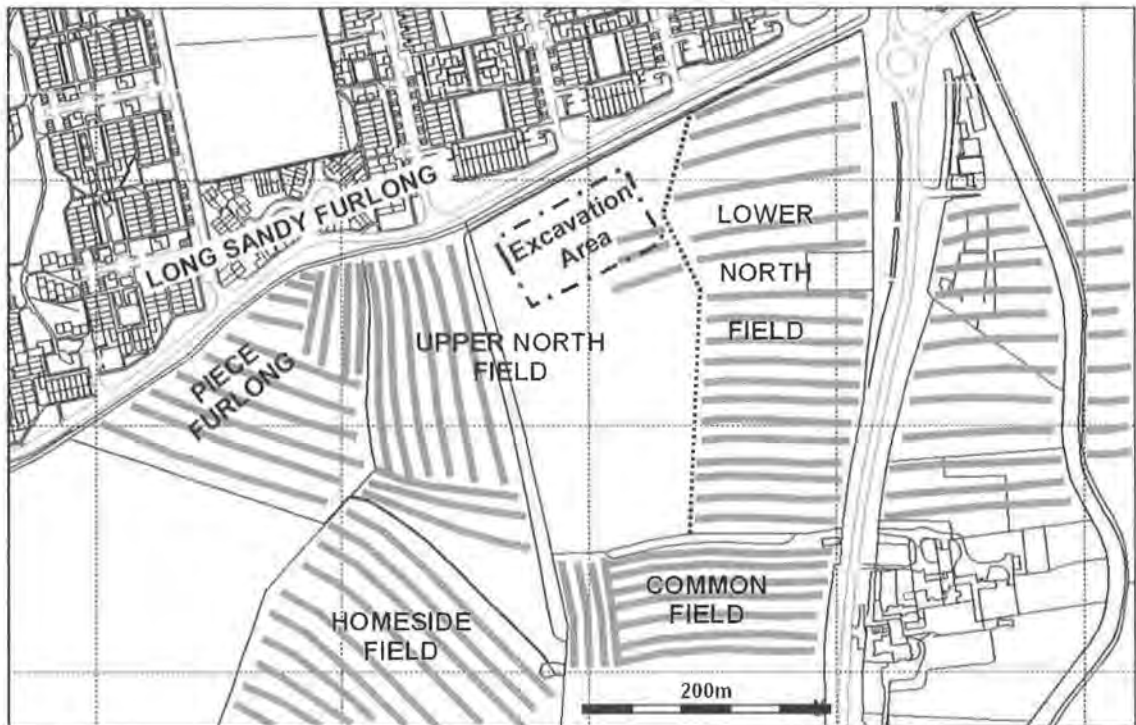 LONG SANDY FURLONG
Excavation
Area
LOWER
NORTH
FIELD
UPPER NORTH
FIELD
PIECE
FURLONG
COMMON
FIELD
HOMESIDE
FIELD
200m